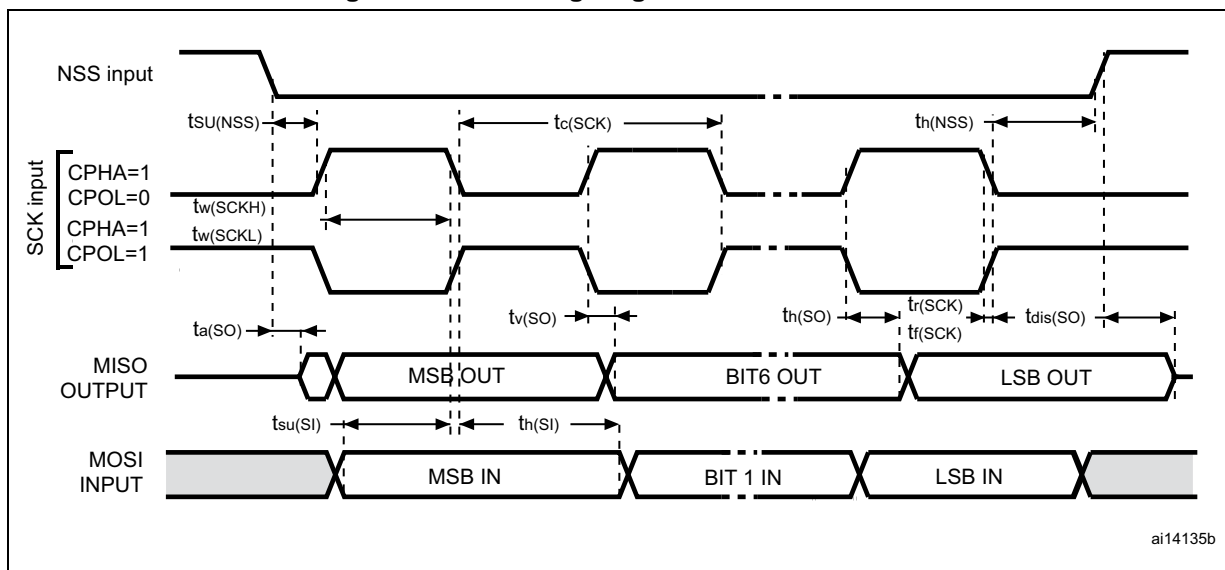 NSS input
tSU(NSS)
tc(SCK)
th(NSS)
SCK input
CPHA=1
CPOL=0
tw(SCKH)
CPHA=1
tw(SCKL)
CPOL=1
ta(SO)
tv(SO)
th(SO)
tr(SCK)
tf(SCK)
tdis(SO)
MISO
OUTPUT
MSB OUT
BIT6 OUT
LSB OUT
tsu(SI)
th(SI)
MOSI
INPUT
MSB IN
BIT 1 IN
LSB IN
ai14135b